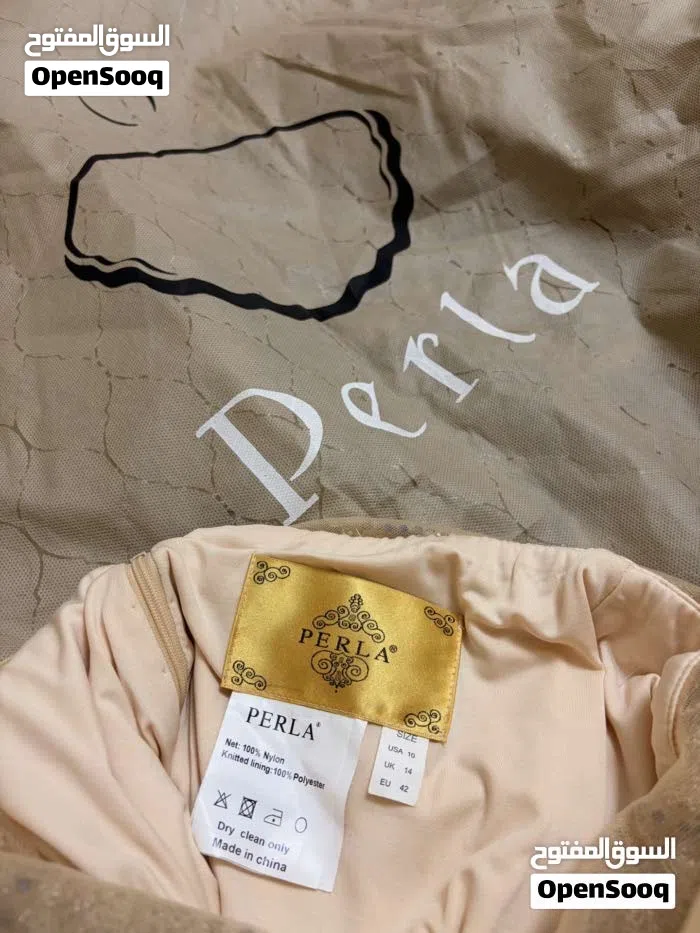 السوق المفتوح
OpenSooq
Perla
PERLA®
PERLA®
Net: 100% Nylon
Knitted lining:100% Polyester
Dry clean only
Made in china
SIZE
USA 10
UK 14
EU 42
السوق المفتوح
OpenSooq